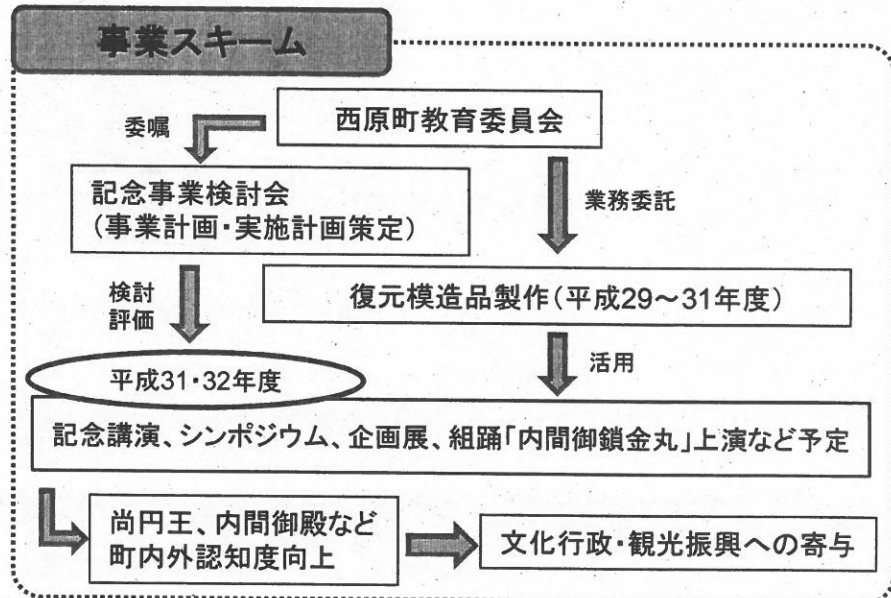 事業スキーム
西原町教育委員会
委嘱
記念事業検討会
(事業計画・実施計画策定)
業務委託
検討
評価
復元模造品製作(平成29~31年度)
活用
平成31・32年度
記念講演、シンポジウム、企画展、組踊「内間御鎖金丸」上演など予定
尚円王、内間御殿など
町内外認知度向上
文化行政・観光振興への寄与